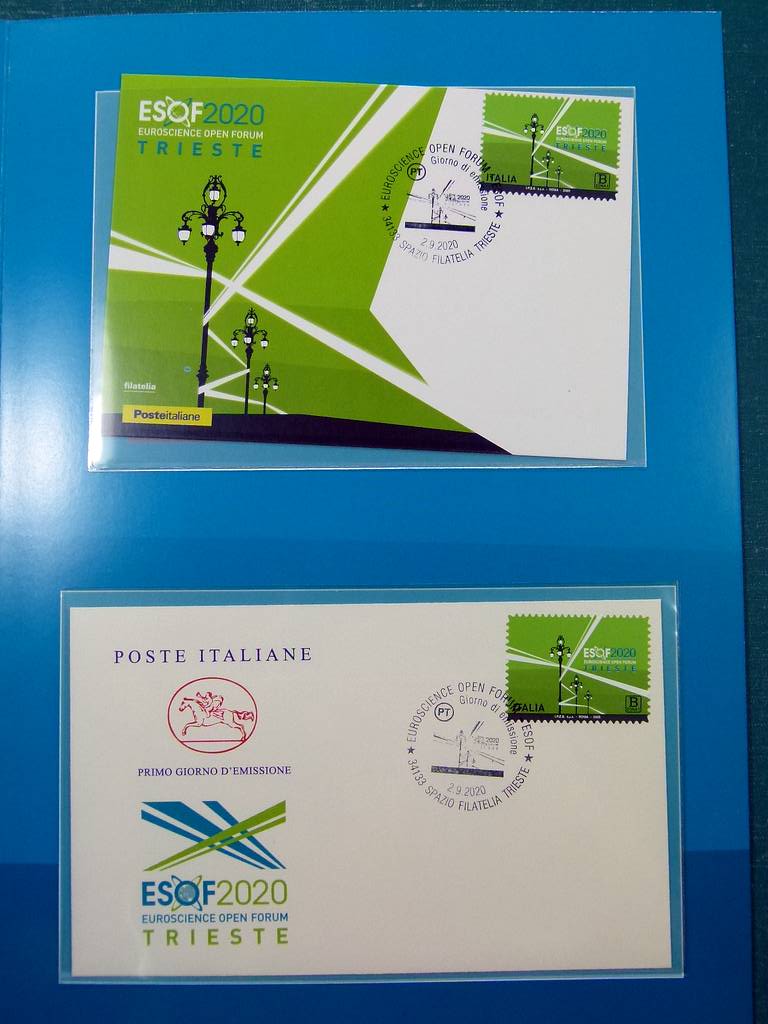 ESOF2020
EUROSCIENCE OPEN FORUM
TRIESTE
ESOF2020
EUROSCIENCE OPEN FORUM
TRIESTE
ITALIA
B
★ EUROSCIENCE OPEN FORUM - ESOF ★
Giorno di emissione
PT
2.9.2020
34133 SPAZIO FILATELIA TRIESTE
filatelia
Posteitaliane
POSTE ITALIANE
PRIMO GIORNO D'EMISSIONE
ESOF2020
EUROSCIENCE OPEN FORUM
TRIESTE
ESOF2020
EUROSCIENCE OPEN FORUM
TRIESTE
ITALIA
B
★ EUROSCIENCE OPEN FORUM - ESOF ★
Giorno di emissione
PT
2.9.2020
34133 SPAZIO FILATELIA TRIESTE